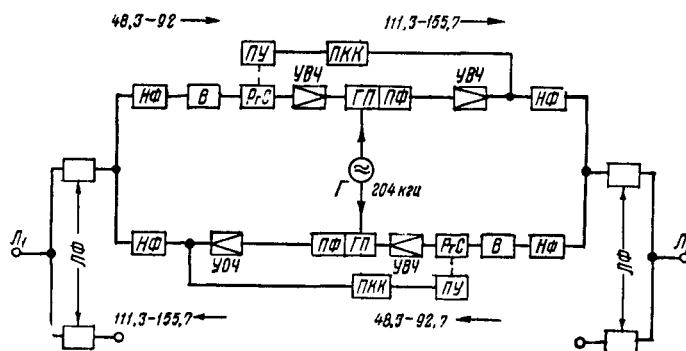 48,3–92
111,3–155,7
ПУ
ПКК
УВЧ
УВЧ
НФ
В
РгС
ГП
ПФ
НФ
Г
204 кгц
Л₁
ЛФ
ЛФ
Л
НФ
УОЧ
ПФ
ГП
УВЧ
РгС
В
НФ
ПКК
ПУ
111,3–155,7
48,3–92,7